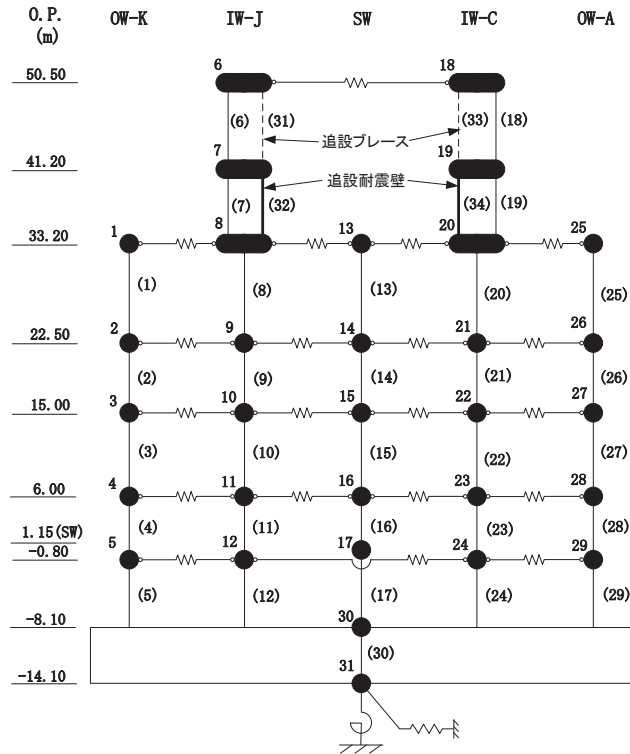 O.P.
(m)
OW-K IW-J SW IW-C OW-A
6 18
50.50
(6) (31) (33) (18)
追設ブレース
7 19
41.20
追設耐震壁
(7) (32) (34) (19)
1 8 13 20 25
33.20
(1) (8) (13) (20) (25)
2 9 14 21 26
22.50
(2) (9) (14) (21) (26)
3 10 15 22 27
15.00
(3) (10) (15) (22) (27)
4 11 16 23 28
6.00
(4) (11) (16) (23) (28)
1.15(SW)
5 12 17 24 29
-0.80
(5) (12) (17) (24) (29)
30
-8.10
(30)
31
-14.10